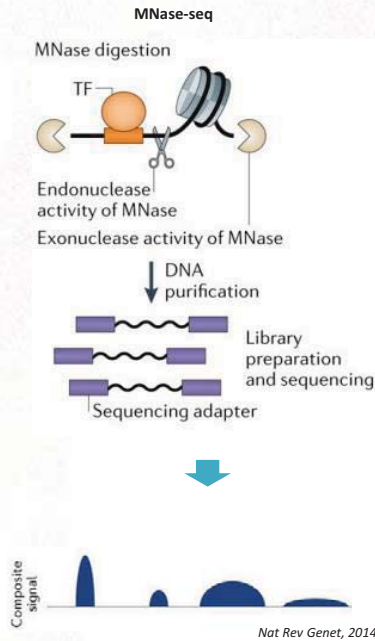 MNase-seq
MNase digestion
TF
Endonuclease
activity of MNase
Exonuclease activity of MNase
DNA
purification
Library
preparation
and sequencing
Sequencing adapter
Composite
signal
Nat Rev Genet, 2014